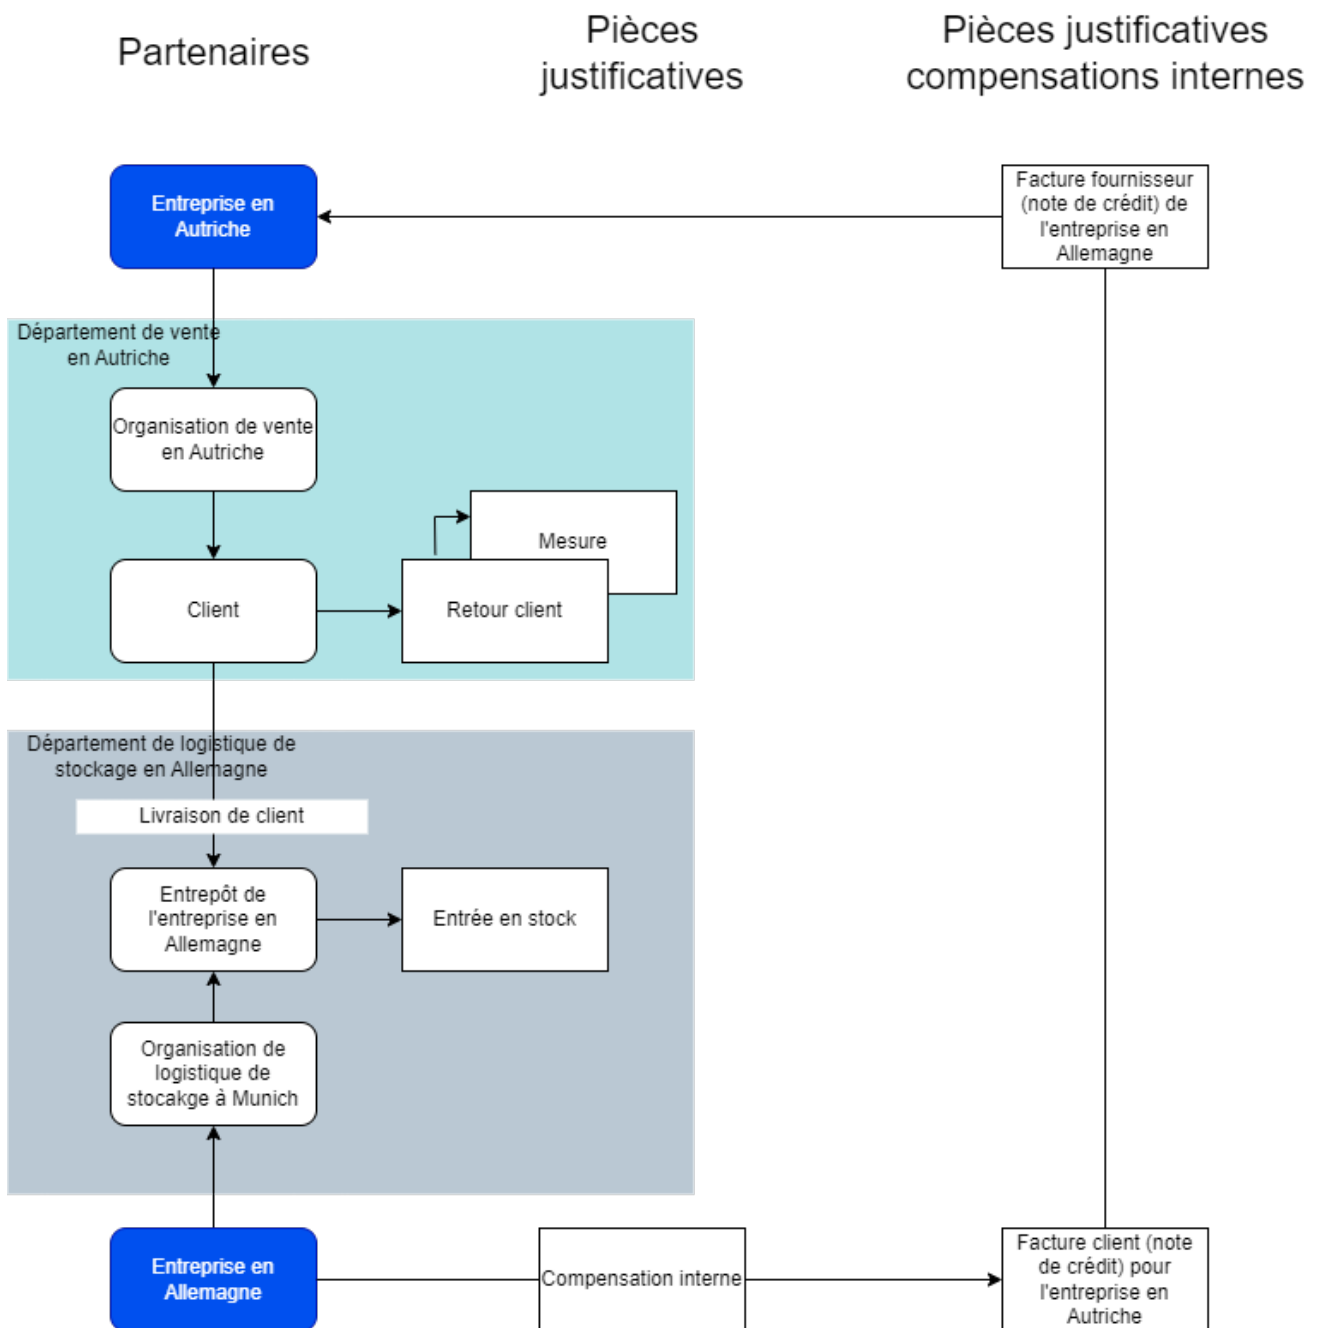 Partenaires
Pièces
justificatives
Pièces justificatives
compensations internes
Entreprise en
Autriche
Facture fournisseur
(note de crédit) de
l'entreprise en
Allemagne
Département de vente
en Autriche
Organisation de vente
en Autriche
Mesure
Client
Retour client
Département de logistique de
stockage en Allemagne
Livraison de client
Entrepôt de
l'entreprise en
Allemagne
Entrée en stock
Organisation de
logistique de
stocakge à Munich
Entreprise en
Allemagne
Compensation interne
Facture client (note
de crédit) pour
l'entreprise en
Autriche